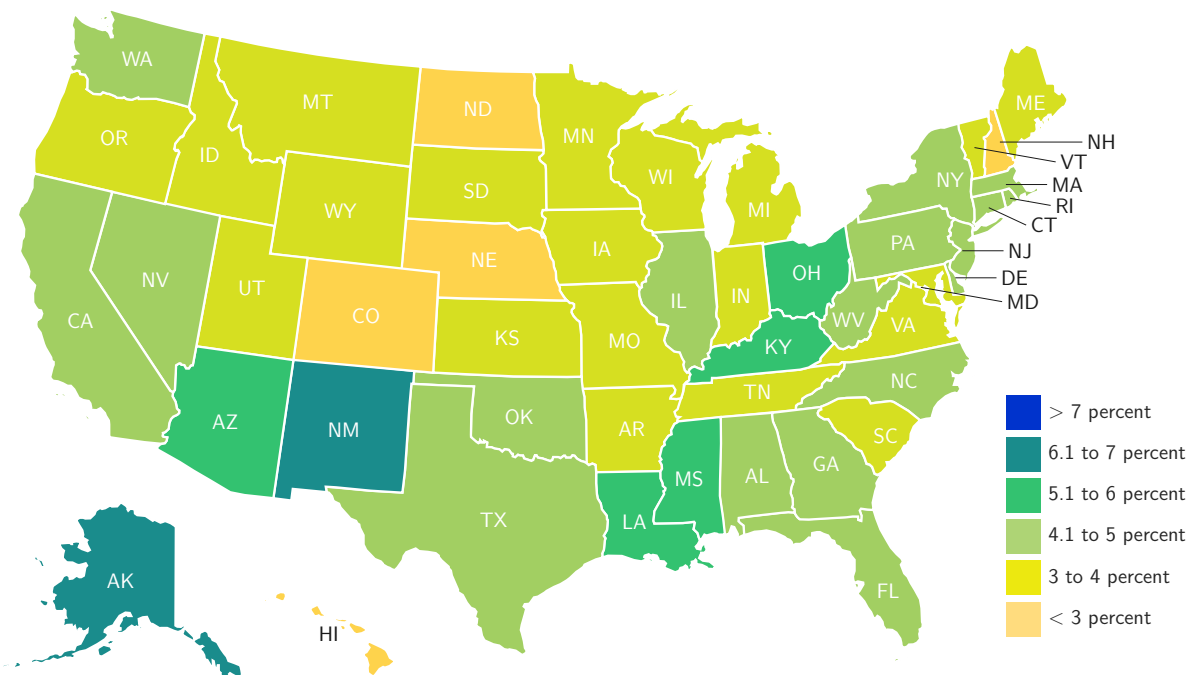 WA
MT
ND
ME
OR
ID
MN
NH
VT
WI
SD
NY
MA
RI
WY
MI
CT
IA
PA
NJ
NE
OH
NV
UT
DE
IN
IL
MD
CO
WV
VA
CA
KS
MO
KY
NC
TN
OK
AZ
NM
AR
SC
GA
AL
MS
TX
LA
AK
FL
HI
> 7 percent
6.1 to 7 percent
5.1 to 6 percent
4.1 to 5 percent
3 to 4 percent
< 3 percent